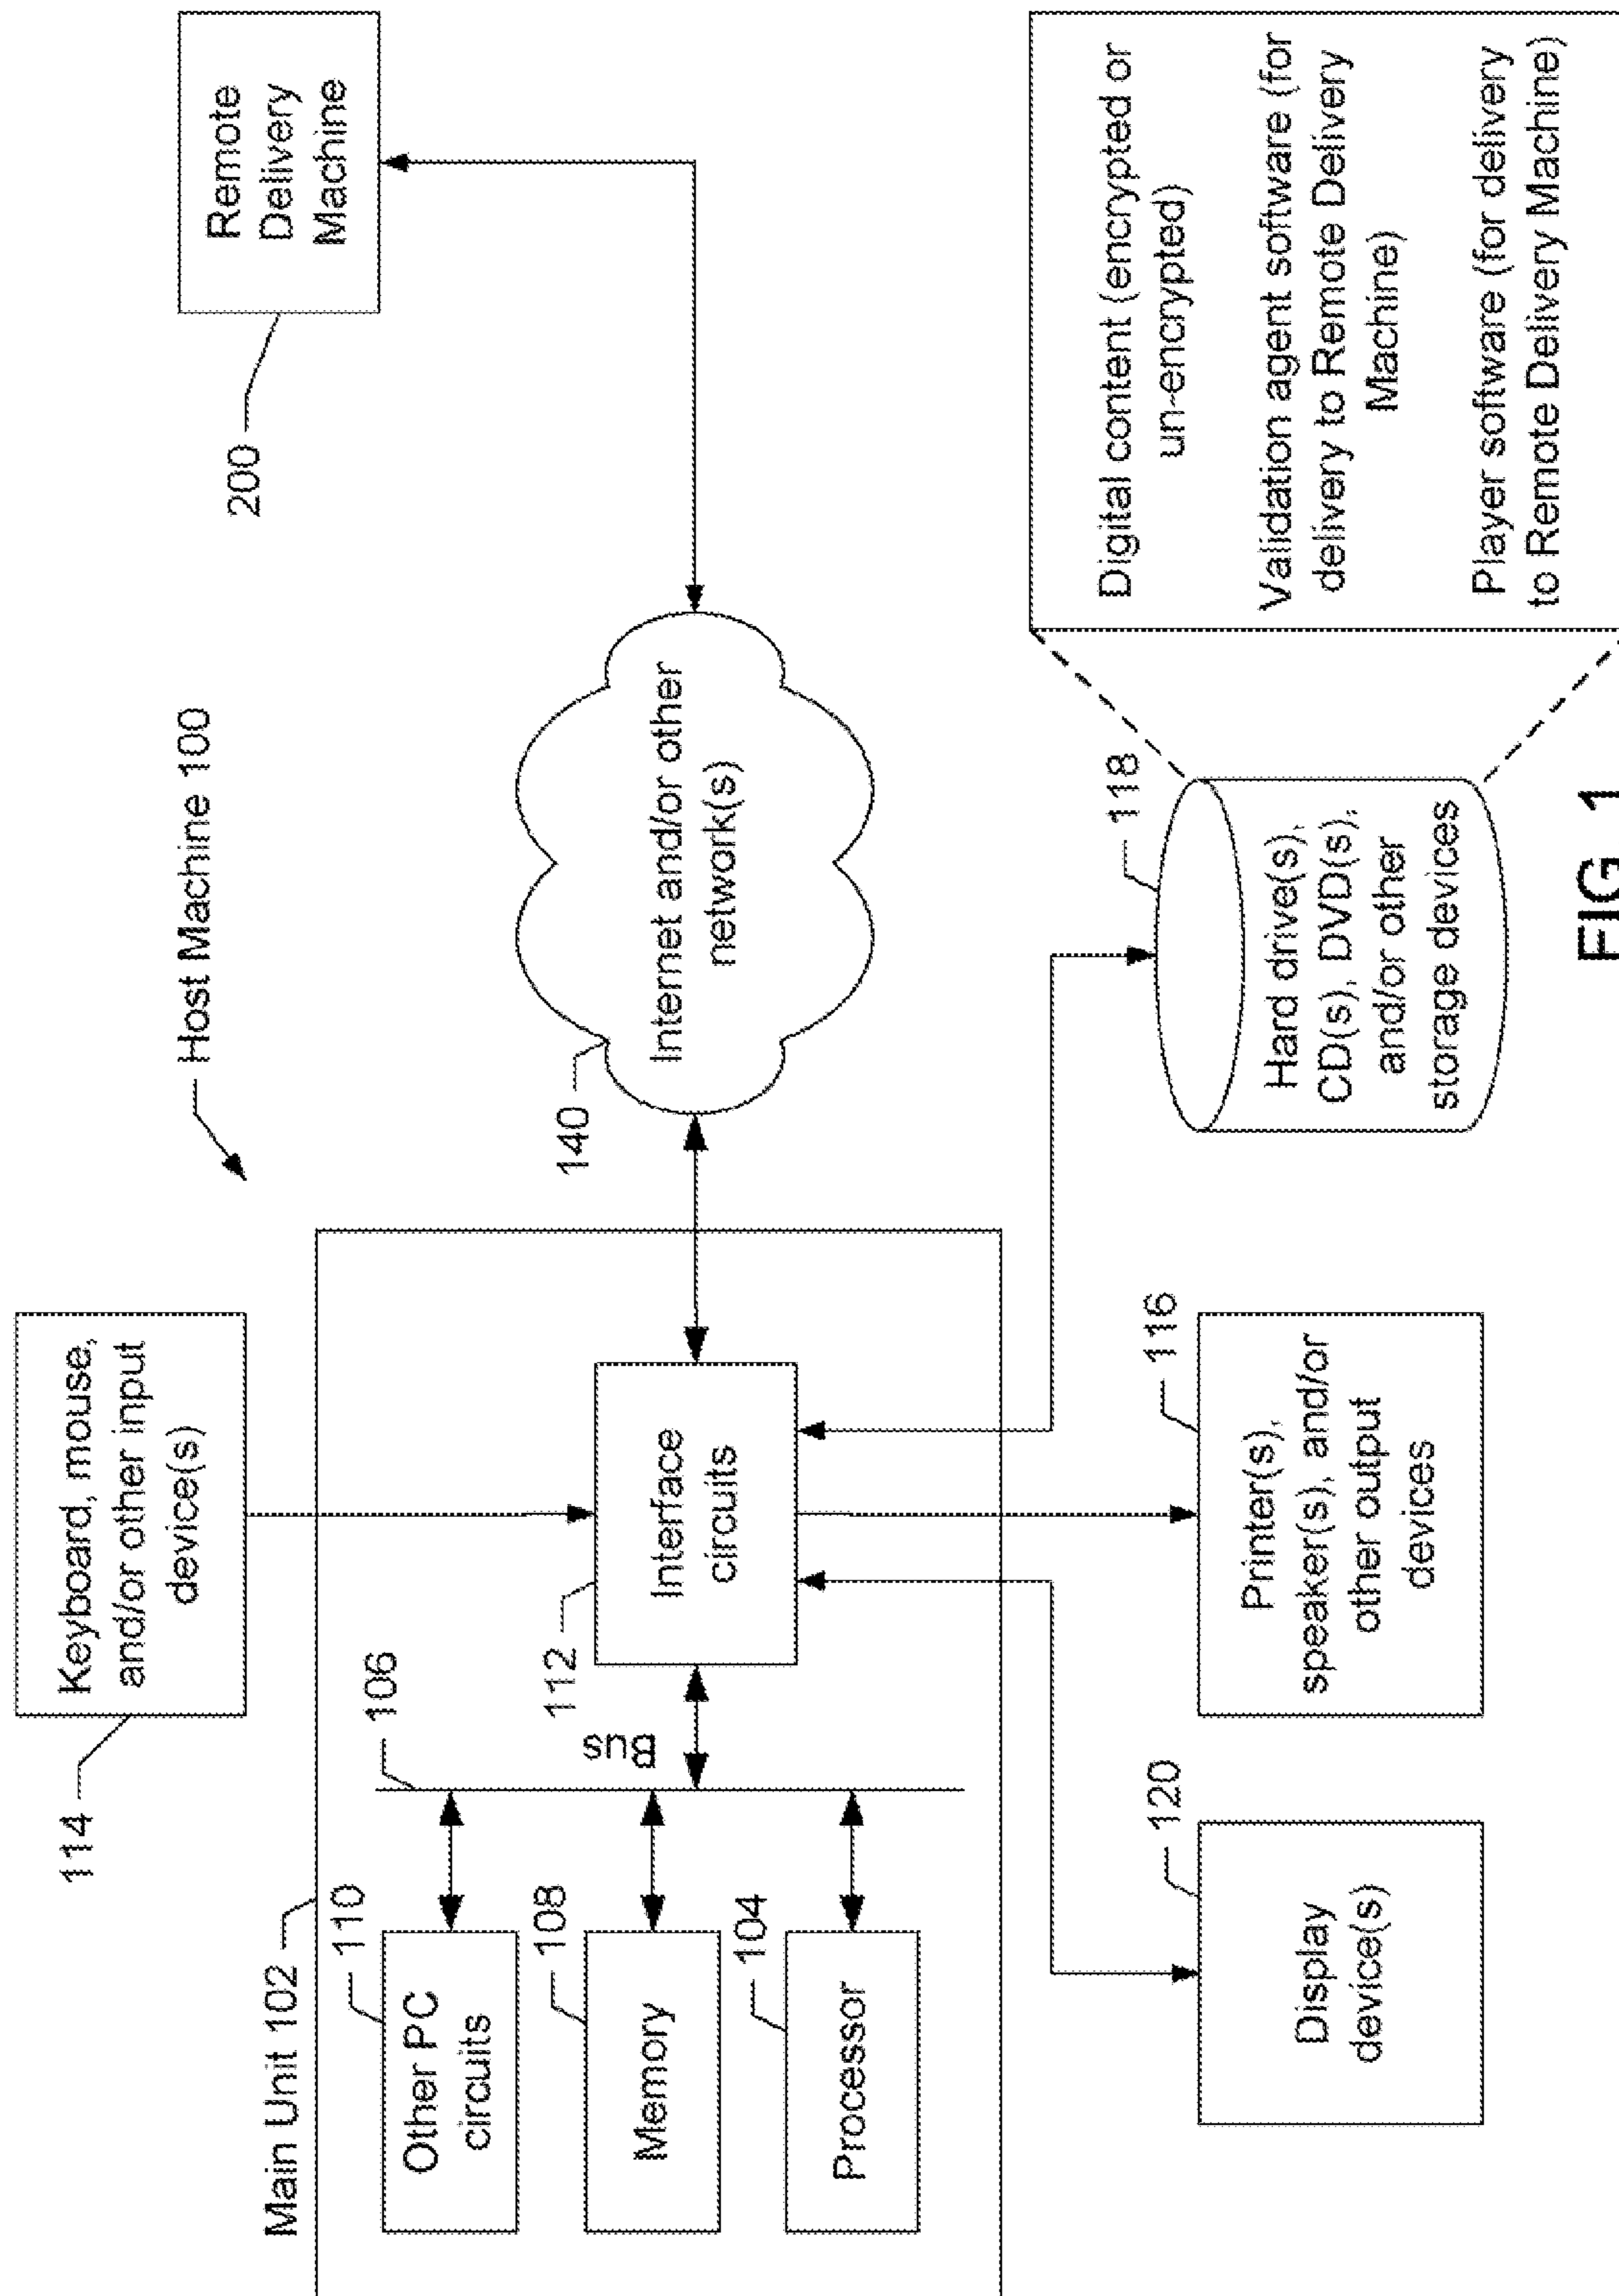 Keyboard, mouse,
and/or other input
device(s)
114
Host Machine 100
Remote
Delivery
Machine
200
Main Unit 102
110
Other PC
circuits
108
Memory
104
Processor
106
Bus
112
Interface
circuits
140
Internet and/or other
network(s)
120
Display
device(s)
116
Printer(s),
speaker(s), and/or
other output
devices
118
Hard drive(s),
CD(s), DVD(s),
and/or other
storage devices
Digital content (encrypted or
un-encrypted)
Validation agent software (for
delivery to Remote Delivery
Machine)
Player software (for delivery
to Remote Delivery Machine)
FIG. 1